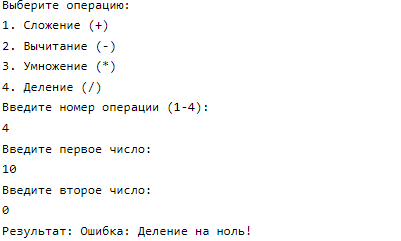 Выберите операцию:
1. Сложение (+)
2. Вычитание (-)
3. Умножение (*)
4. Деление (/)
Введите номер операции (1-4):
4
Введите первое число:
10
Введите второе число:
0
Результат: Ошибка: Деление на ноль!